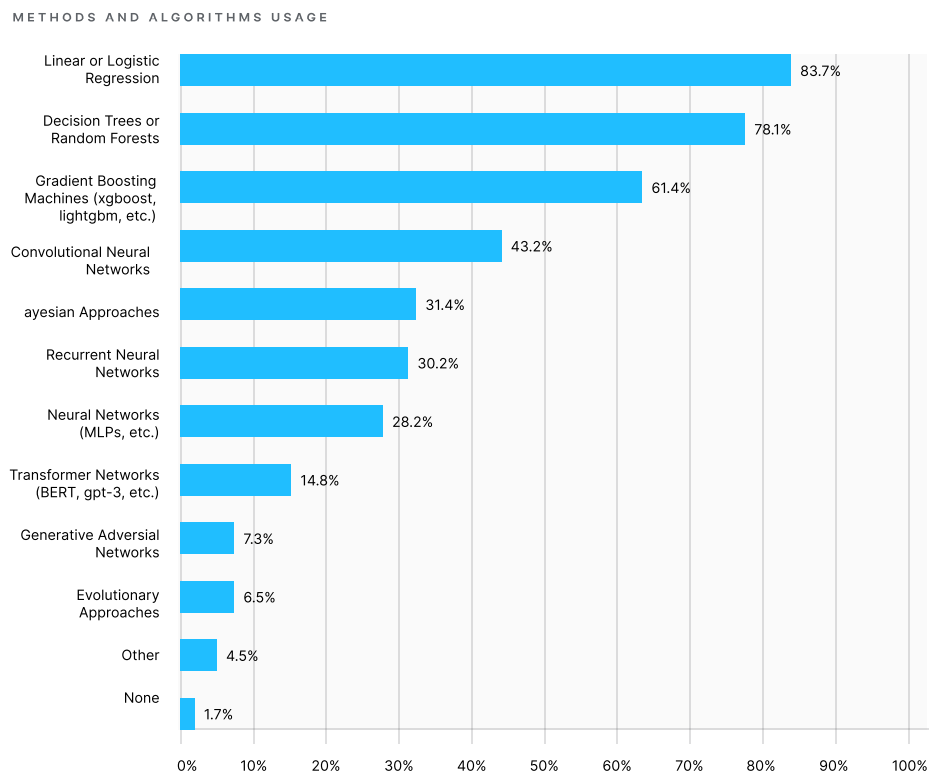 METHODS AND ALGORITHMS USAGE
Linear or Logistic
Regression
83.7%
Decision Trees or
Random Forests
78.1%
Gradient Boosting
Machines (xgboost,
lightgbm, etc.)
61.4%
Convolutional Neural
Networks
43.2%
ayesian Approaches
31.4%
Recurrent Neural
Networks
30.2%
Neural Networks
(MLPs, etc.)
28.2%
Transformer Networks
(BERT, gpt-3, etc.)
14.8%
Generative Adversial
Networks
7.3%
Evolutionary
Approaches
6.5%
Other
4.5%
None
1.7%
0% 10% 20% 30% 40% 50% 60% 70% 80% 90% 100%